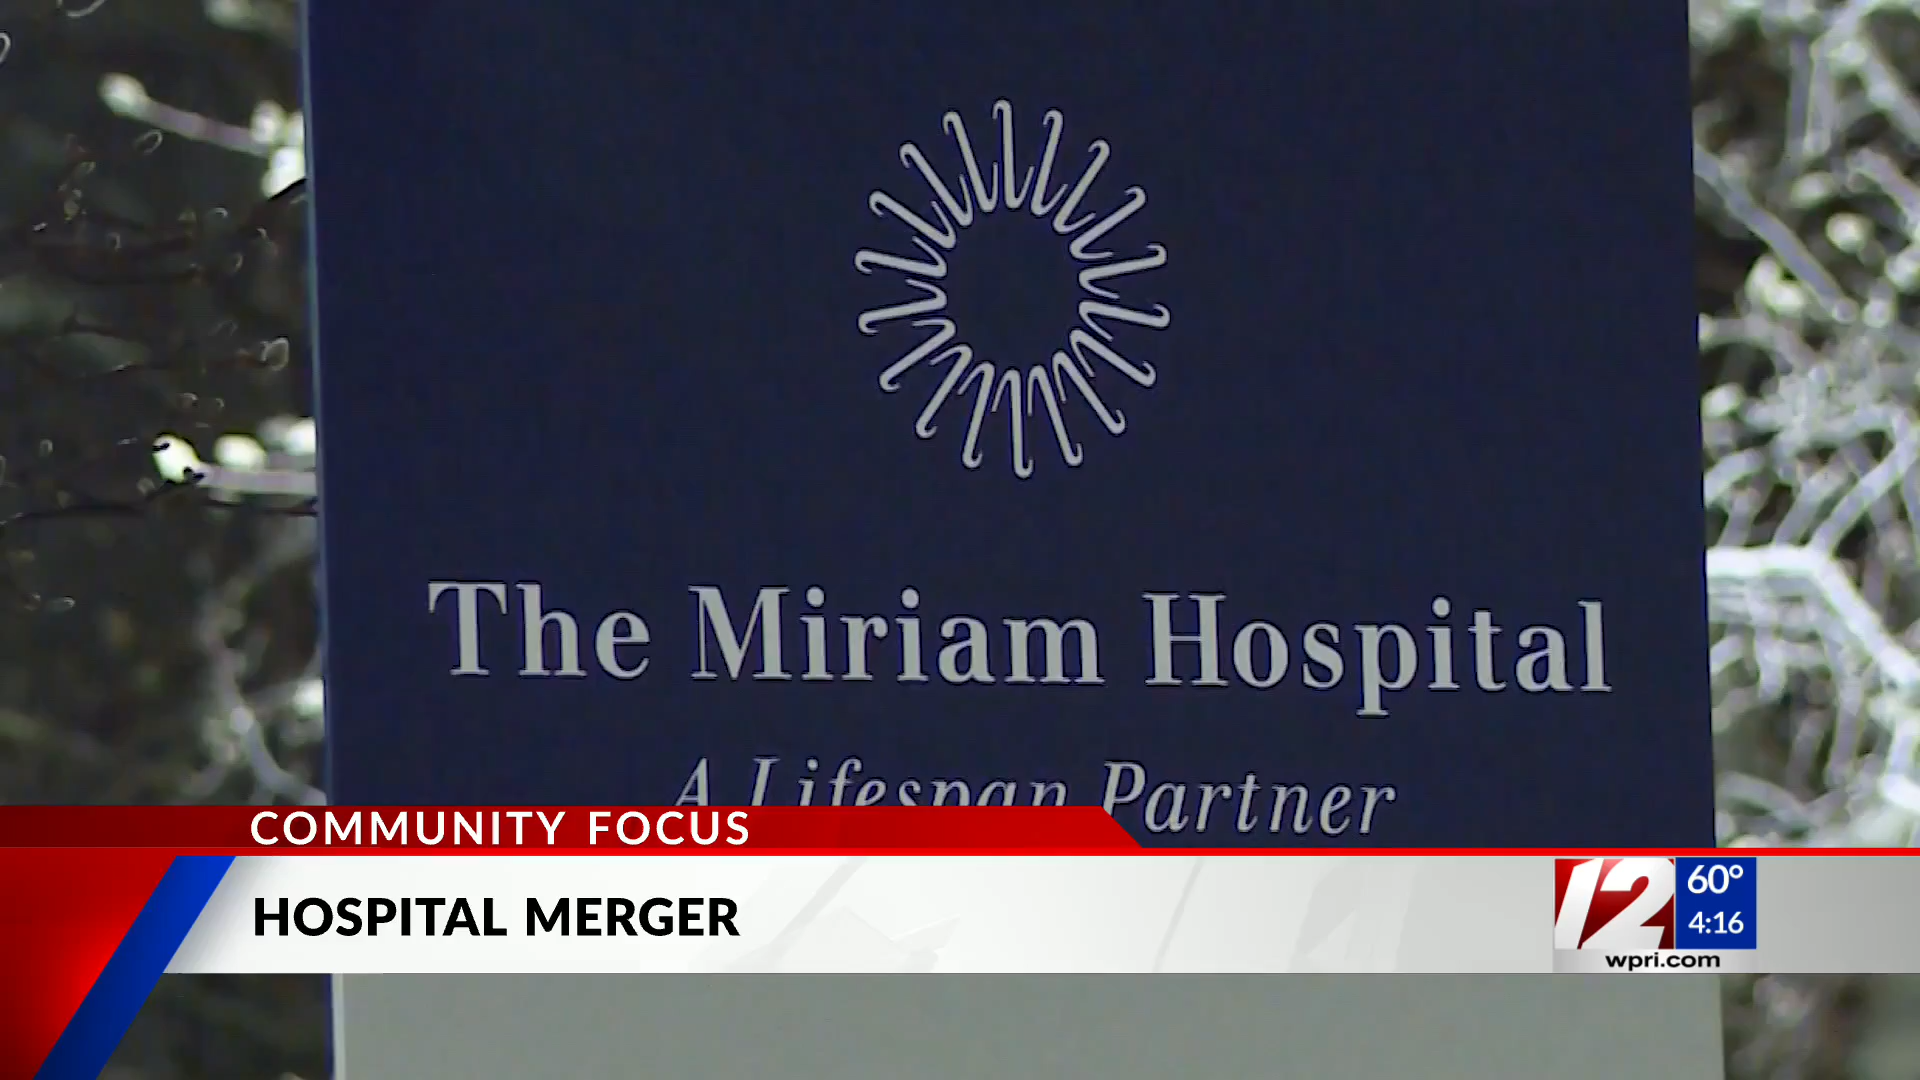 The Miriam Hospital
A Lifespan Partner
COMMUNITY FOCUS
HOSPITAL MERGER
12
60°
4:16
wpri.com